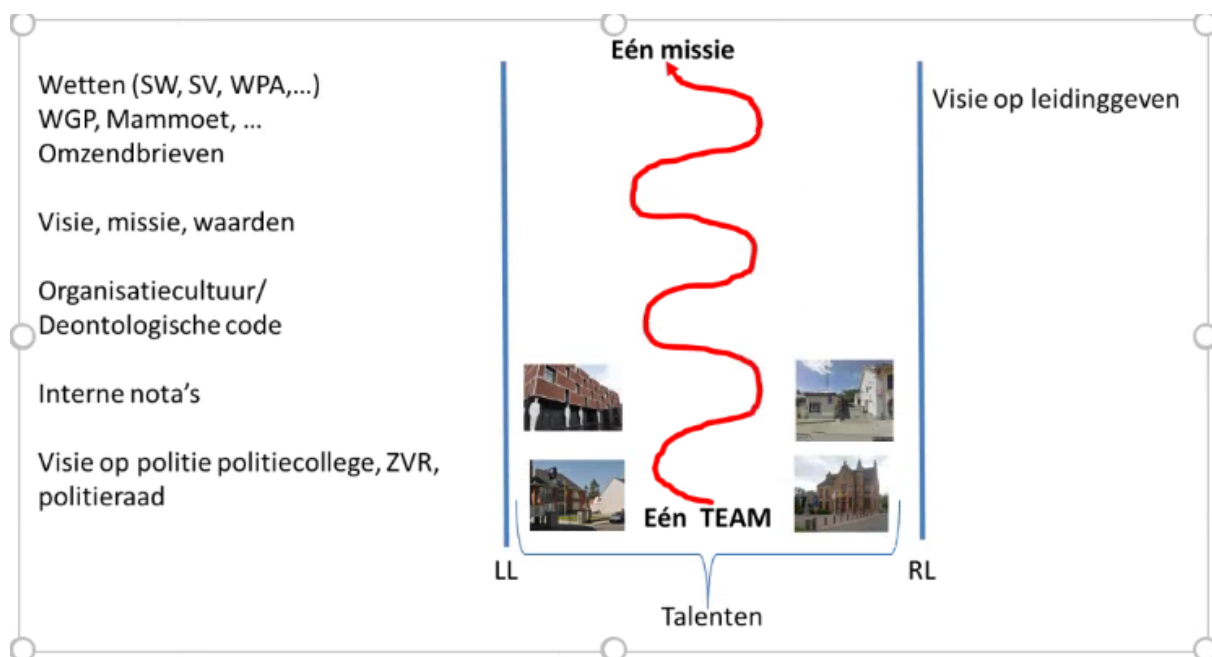 Eén missie
Wetten (SW, SV, WPA,...)
WGP, Mammoet, ...
Omzendbrieven
Visie, missie, waarden
Organisatiecultuur/
Deontologische code
Interne nota's
Visie op politie politiecollege, ZVR,
politieraad
Visie op leidinggeven
Eén TEAM
LL
RL
Talenten